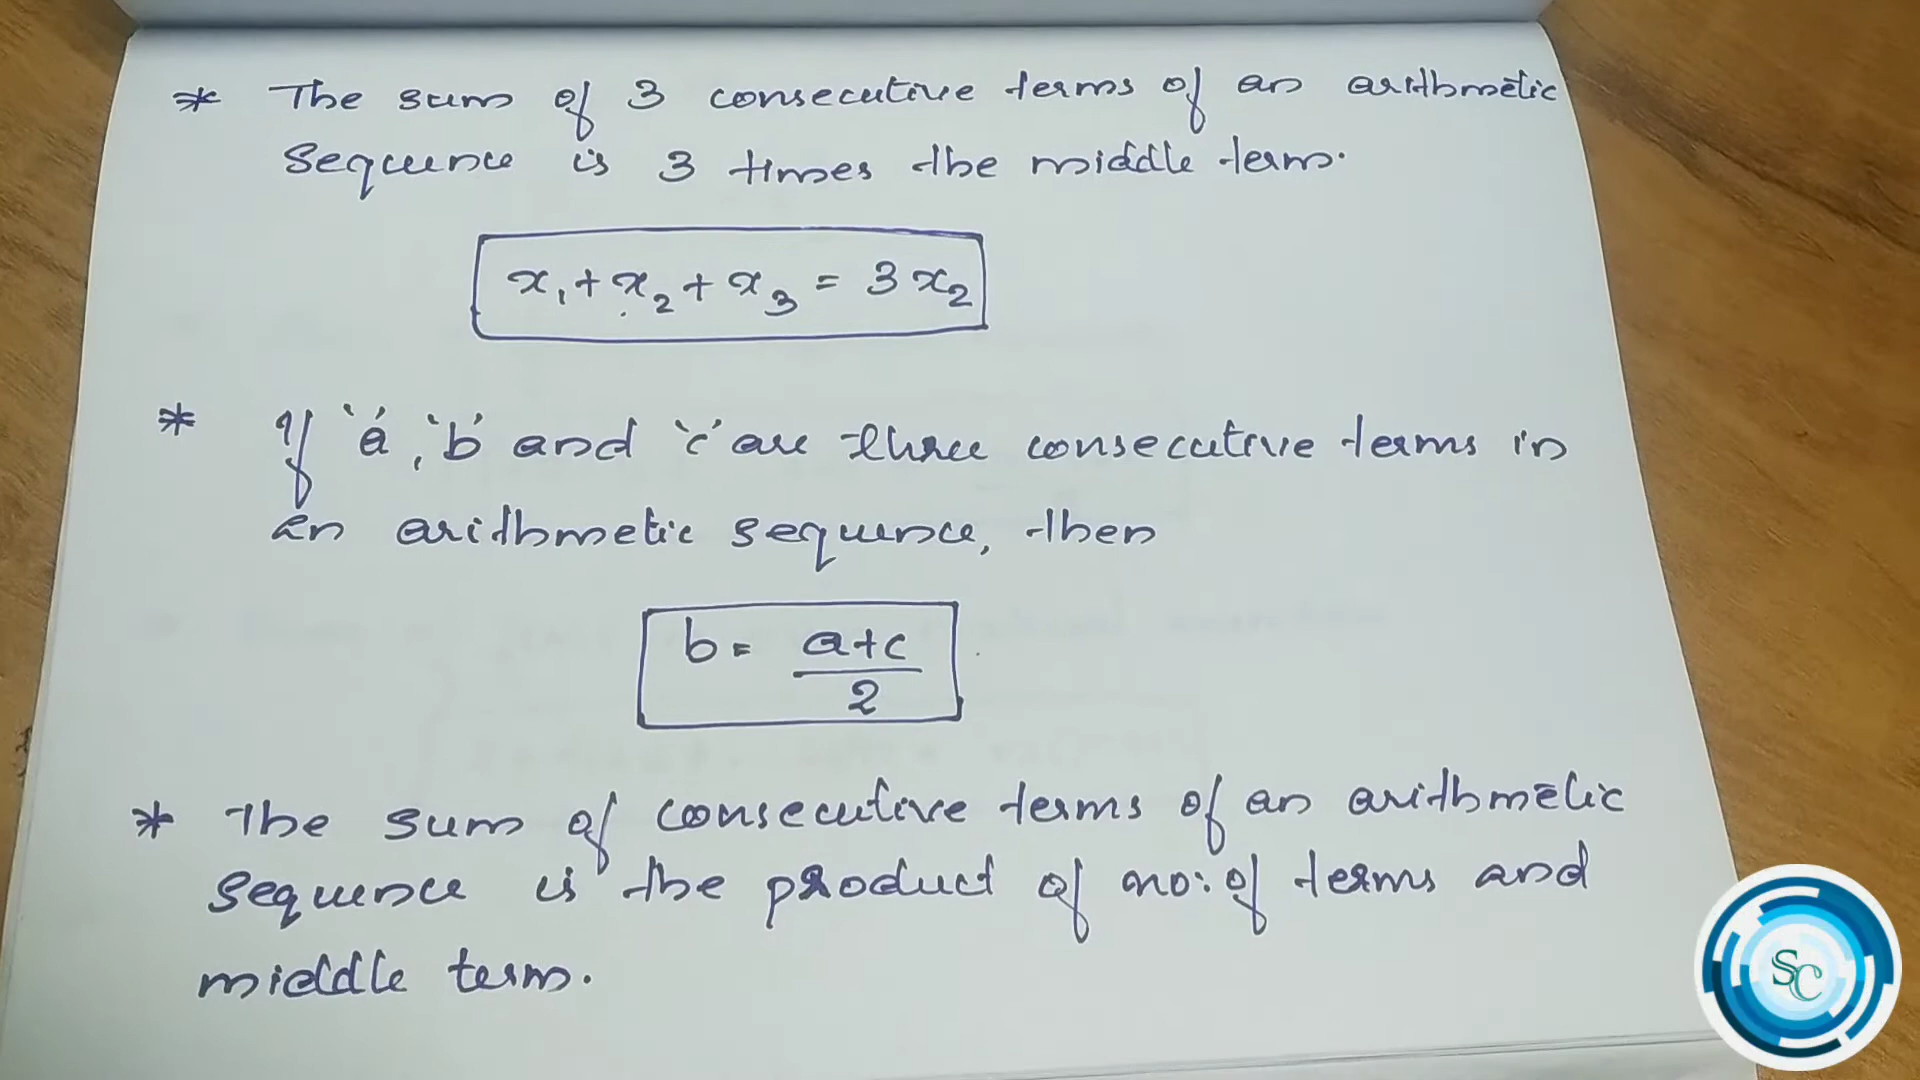 * The sum of 3 consecutive terms of an arithmetic
sequence is 3 times the middle term.
x₁+x₂+x₃ = 3x₂
* If 'a', 'b' and 'c' are three consecutive terms in
an arithmetic sequence, then
b = a+c
2
* The sum of consecutive terms of an arithmetic
sequence is the product of no: of terms and
middle term.
SC